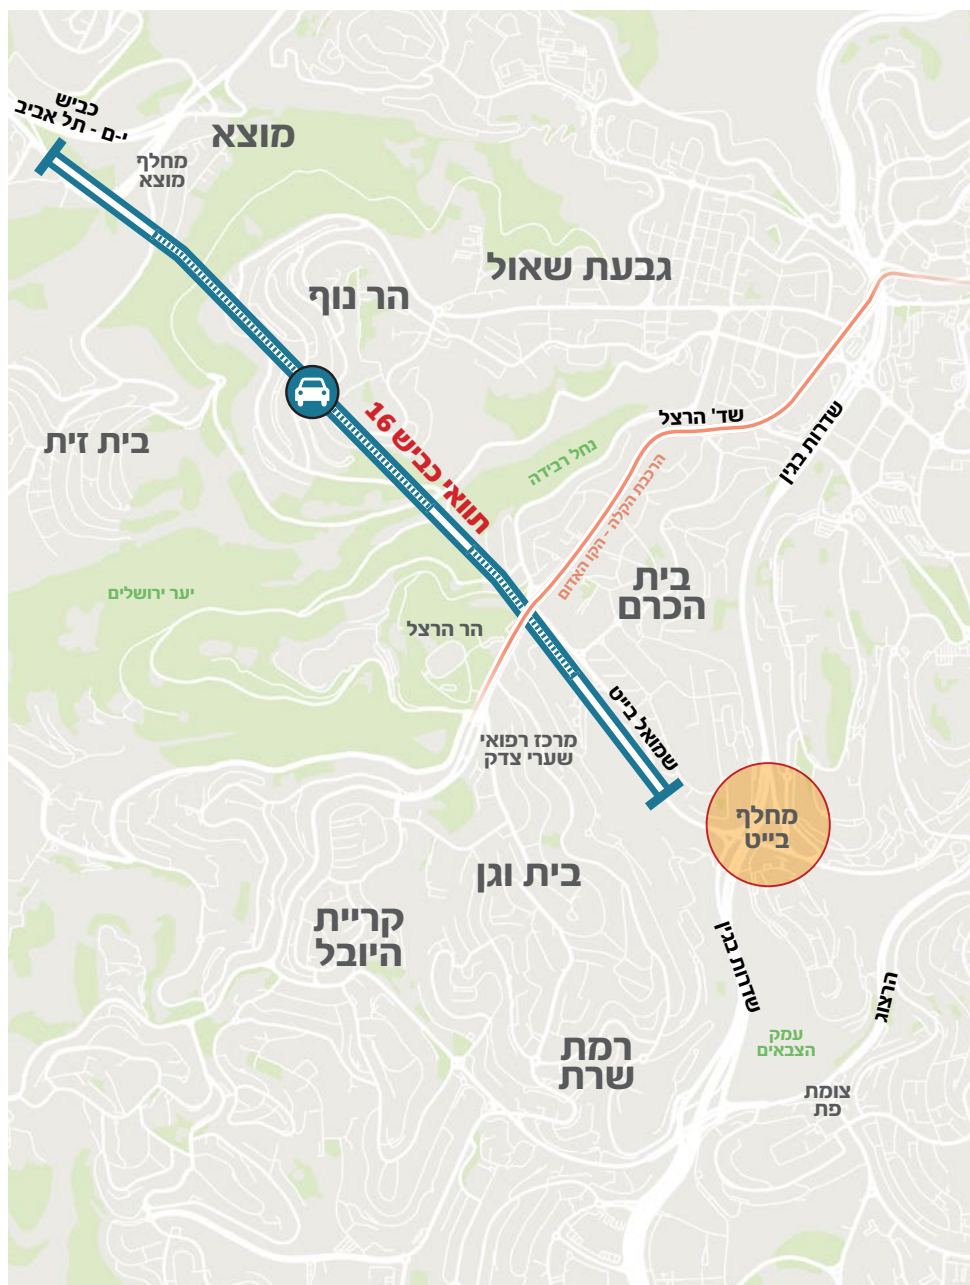 כביש
י-ם - תל אביב
מוצא
מחלף
מוצא
גבעת שאול
הר נוף
שד' הרצל
שדרות בגין
תוואי כביש 16
בית זית
נחל רבידה
הרכבת הקלה - הקו האדום
בית
הכרם
יער ירושלים
הר הרצל
שמואל בייט
מרכז רפואי
שערי צדק
מחלף
בייט
בית וגן
קריית
היובל
שדרות בגין
הרצוג
עמק
הצבאים
רמת
שרת
צומת
פת